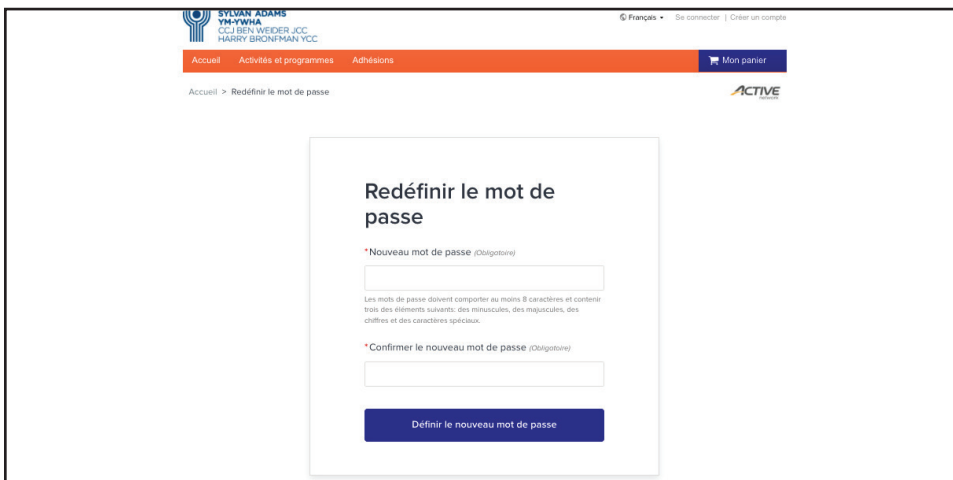 SYLVAN ADAMS
YM-YWHA
CCJ BEN WEIDER JCC
HARRY BRONFMAN YCC
Français
Se connecter | Créer un compte
Accueil Activités et programmes Adhésions
Mon panier
Accueil > Redéfinir le mot de passe
ACTIVE
network
Redéfinir le mot de
passe
*Nouveau mot de passe (Obligatoire)
Les mots de passe doivent comporter au moins 8 caractères et contenir
trois des éléments suivants: des minuscules, des majuscules, des
chiffres et des caractères spéciaux.
*Confirmer le nouveau mot de passe (Obligatoire)
Définir le nouveau mot de passe